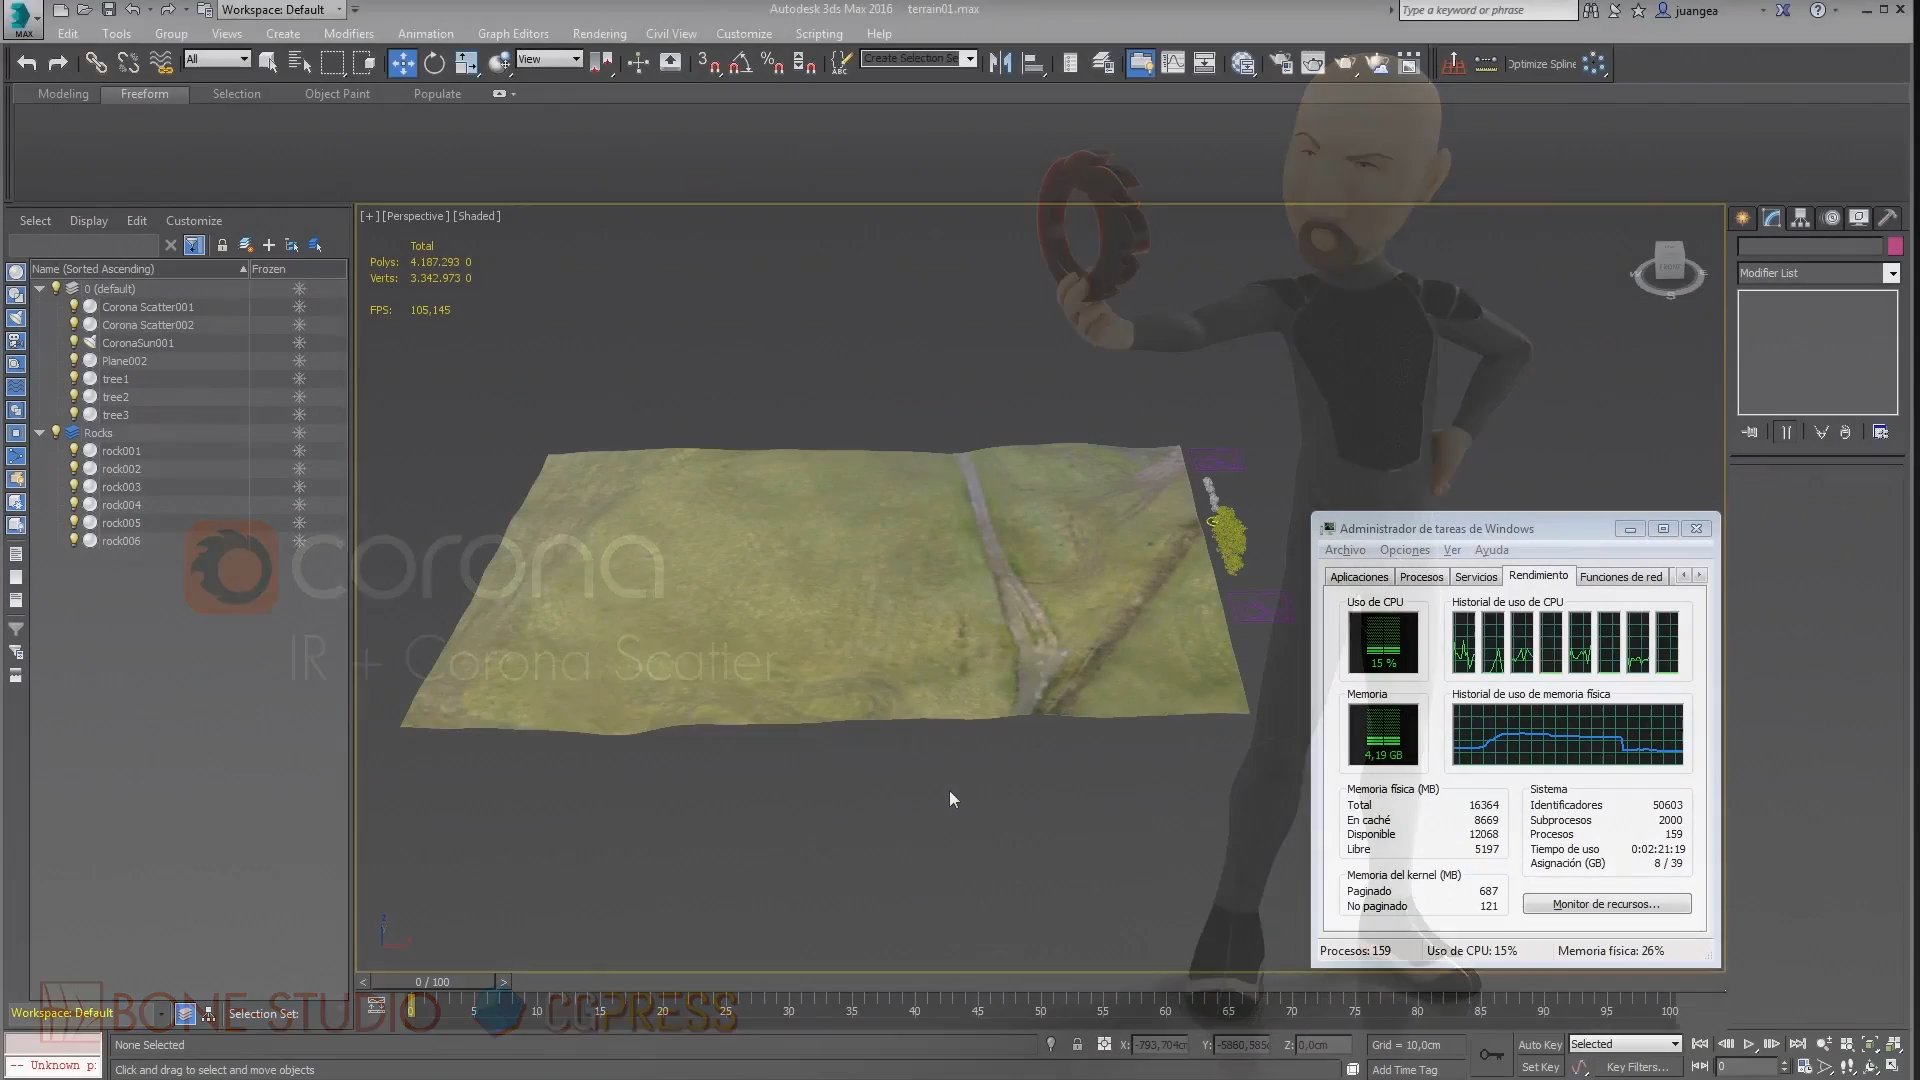 Workspace: Default
Autodesk 3ds Max 2016 terrain01.max
Type a keyword or phrase
juangea
MAX
Edit Tools Group Views Create Modifiers Animation Graph Editors Rendering Civil View Customize Scripting Help
All
View
3
ABC
Create Selection Se
Optimize Spline
Modeling Freeform Selection Object Paint Populate
Select Display Edit Customize
Name (Sorted Ascending) Frozen
0 (default)
Corona Scatter001
Corona Scatter002
CoronaSun001
Plane002
tree1
tree2
tree3
Rocks
rock001
rock002
rock003
rock004
rock005
rock006
[+] [Perspective] [Shaded]
Total
Polys: 4.187.293 0
Verts: 3.342.973 0
FPS: 105,145
FRONT
Modifier List
corona
IR + Corona Scatter
Administrador de tareas de Windows
Archivo Opciones Ver Ayuda
Aplicaciones Procesos Servicios Rendimiento Funciones de red
Uso de CPU Historial de uso de CPU
15 %
Memoria Historial de uso de memoria física
4,19 GB
Memoria física (MB)
Total 16364
En caché 8669
Disponible 12068
Libre 5197
Memoria del kernel (MB)
Paginado 687
No paginado 121
Sistema
Identificadores 50603
Subprocesos 2000
Procesos 159
Tiempo de uso 0:02:21:19
Asignación (GB) 8 / 39
Monitor de recursos...
Procesos: 159 Uso de CPU: 15% Memoria física: 26%
< 0 / 100 >
BONE STUDIO CGPRESS
Workspace: Default
Selection Set:
0 5 10 15 20 25 30 35 40 45 50 55 60 65 70 75 80 85 90 95 100
None Selected
X: -793,704cm Y: -5860,585c Z: 0,0cm
Grid = 10,0cm
Auto Key Selected
-- Unknown p:
Click and drag to select and move objects
Add Time Tag
Set Key Key Filters...
0